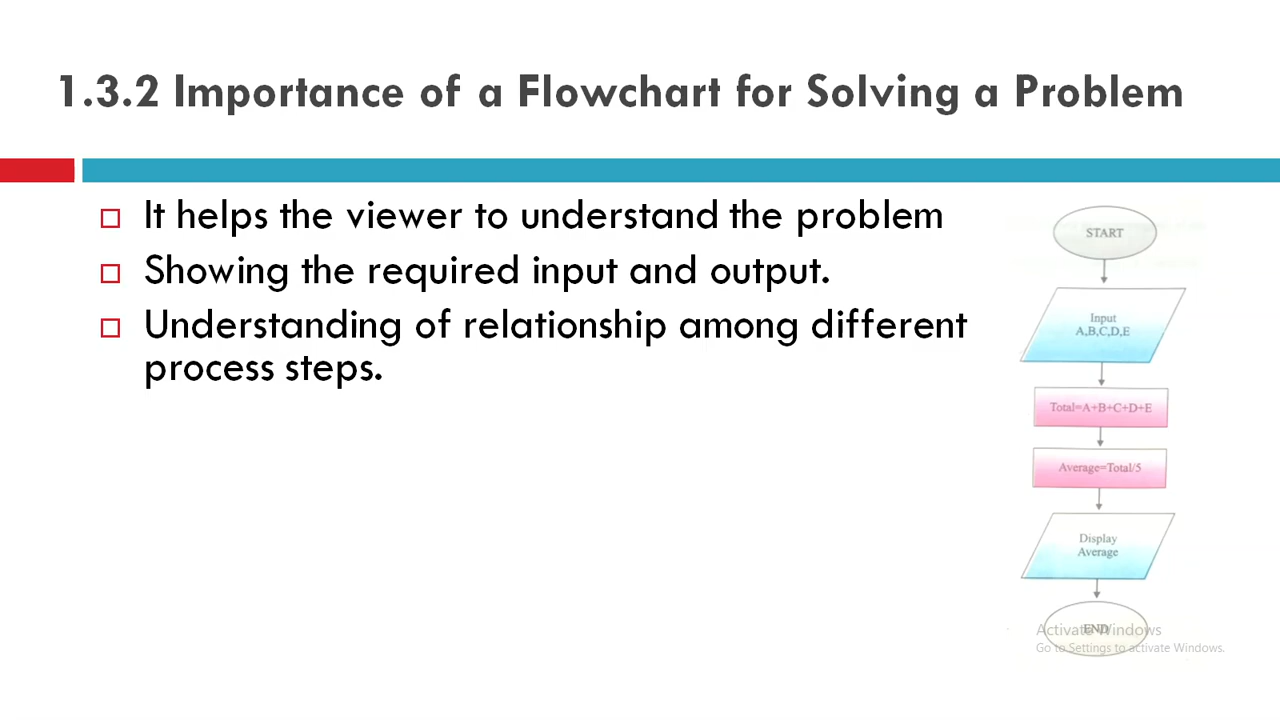 1.3.2 Importance of a Flowchart for Solving a Problem
It helps the viewer to understand the problem
Showing the required input and output.
Understanding of relationship among different
process steps.
START
Input
A,B,C,D,E
Total=A+B+C+D+E
Average=Total/5
Display
Average
END
Activate Windows
Go to Settings to activate Windows.